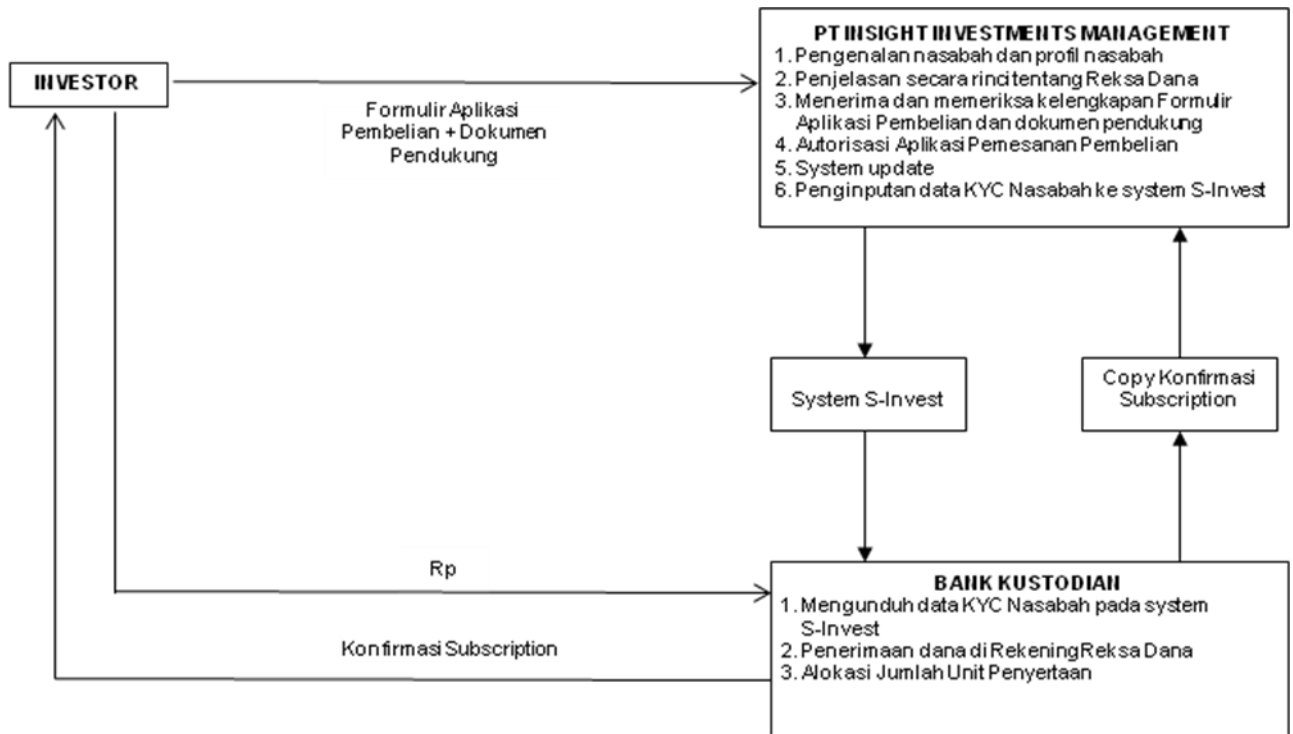 INVESTOR
Formulir Aplikasi
Pembelian + Dokumen
Pendukung
PT INSIGHT INVESTMENTS MANAGEMENT
1. Pengenalan nasabah dan profil nasabah
2. Penjelasan secara rinci tentang Reksa Dana
3. Menerima dan memeriksa kelengkapan Formulir
Aplikasi Pembelian dan dokumen pendukung
4. Autorisasi Aplikasi Pemesanan Pembelian
5. System update
6. Penginputan data KYC Nasabah ke system S-Invest
System S-Invest
Copy Konfirmasi
Subscription
Rp
Konfirmasi Subscription
BANK KUSTODIAN
1. Mengunduh data KYC Nasabah pada system
S-Invest
2. Penerimaan dana di Rekening Reksa Dana
3. Alokasi Jumlah Unit Penyertaan